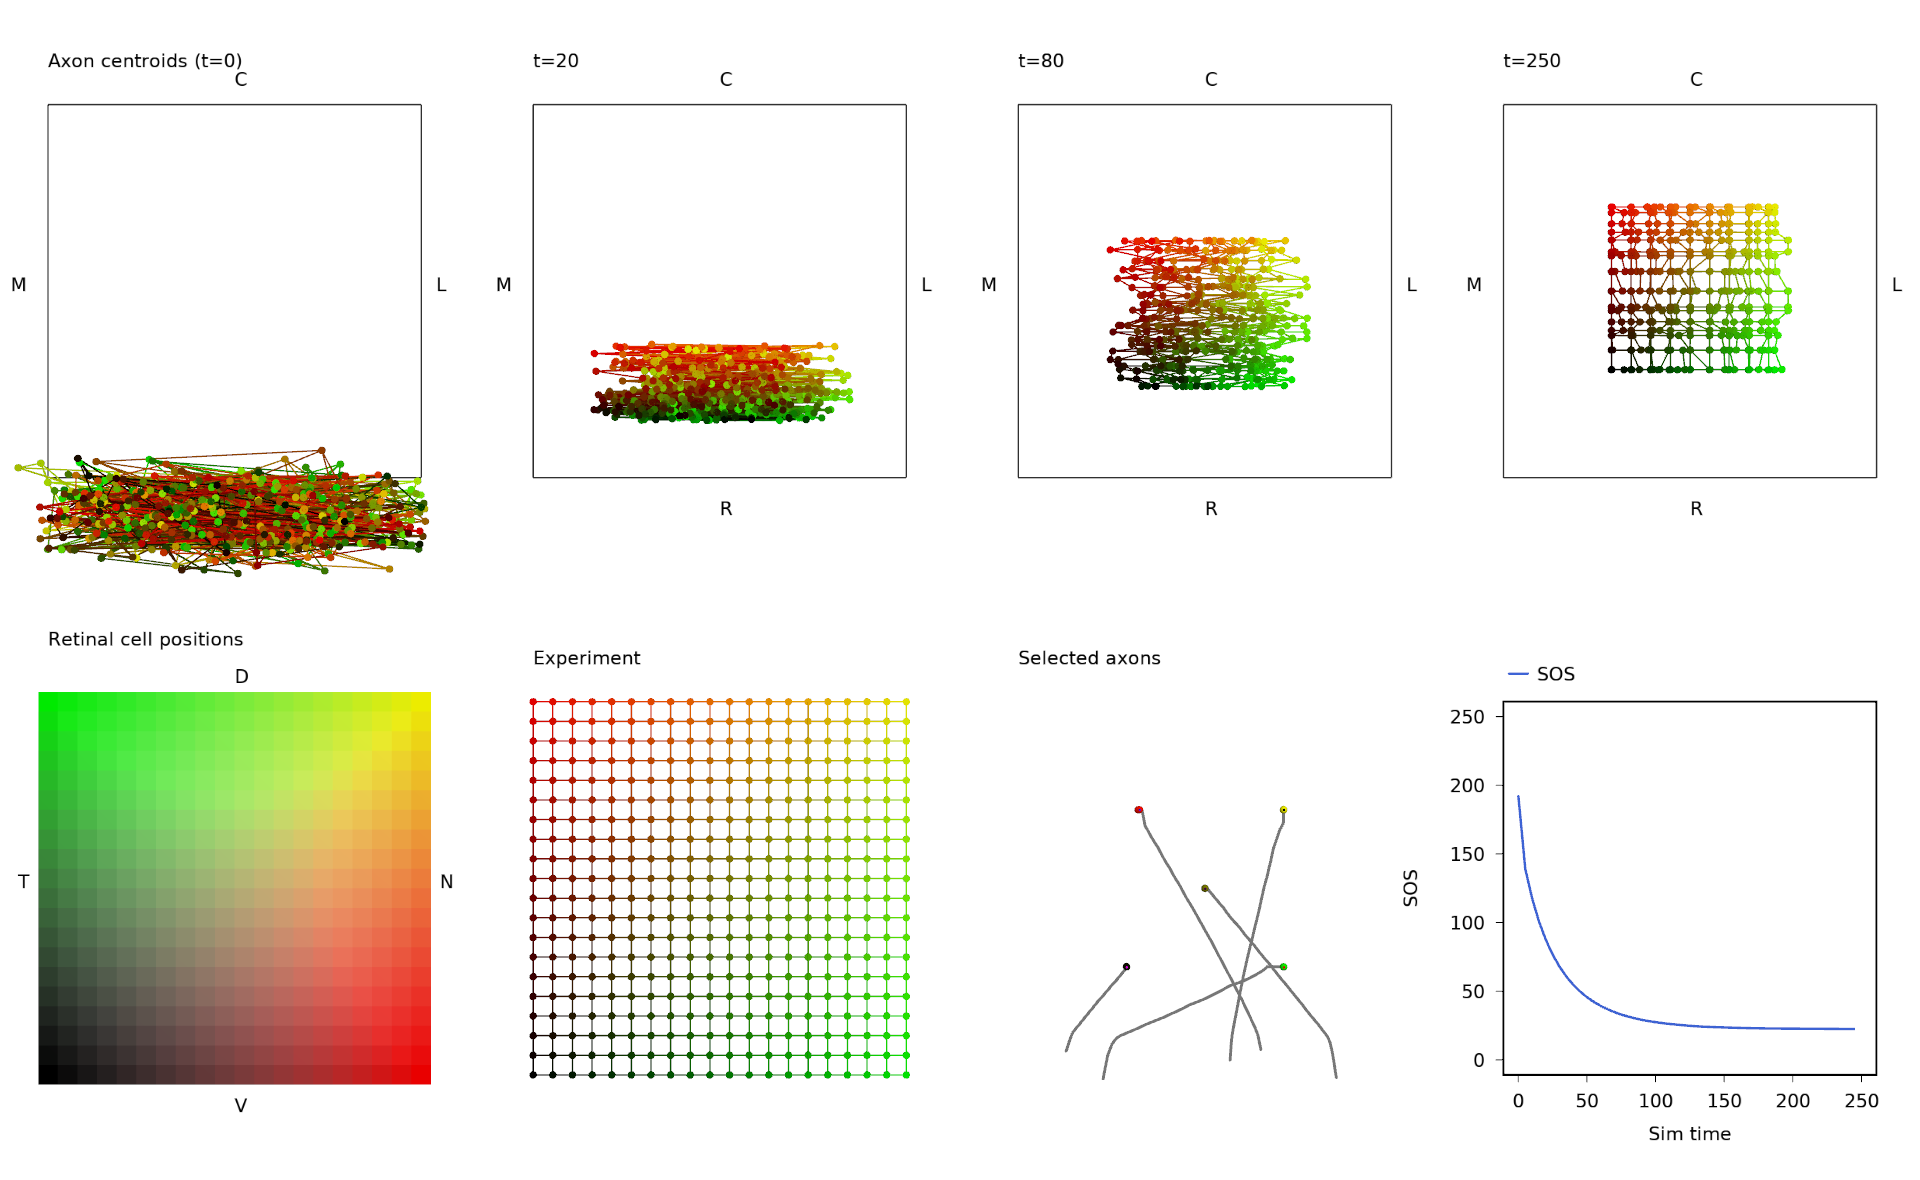 Axon centroids (t=0)
C
M
L
t=20
C
M
L
R
t=80
C
M
L
R
t=250
C
M
L
R
Retinal cell positions
D
T
N
V
Experiment
Selected axons
SOS
SOS
250
200
150
100
50
0
0 50 100 150 200 250
Sim time